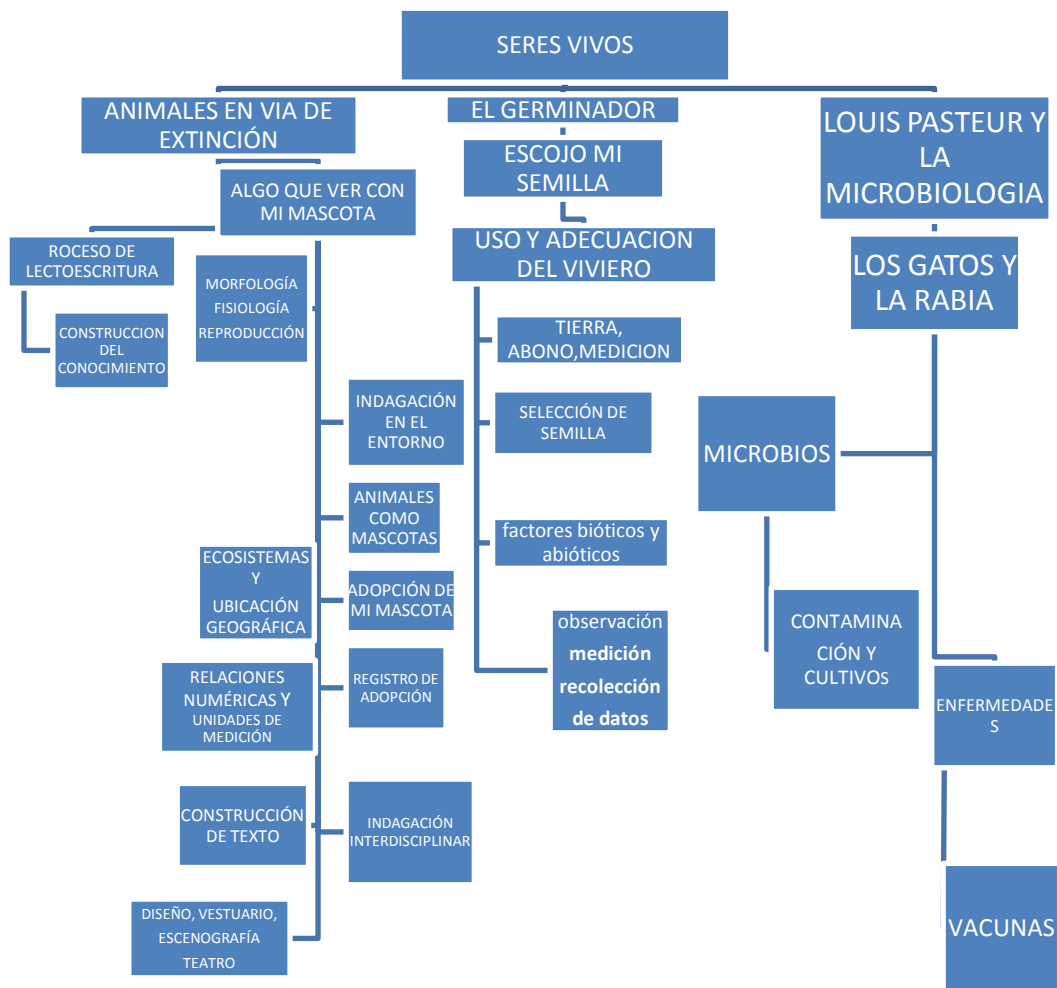 SERES VIVOS
ANIMALES EN VIA DE
EXTINCIÓN
ALGO QUE VER CON
MI MASCOTA
ROCESO DE
LECTOESCRITURA
CONSTRUCCION
DEL
CONOCIMIENTO
MORFOLOGÍA
FISIOLOGÍA
REPRODUCCIÓN
INDAGACIÓN
EN EL
ENTORNO
ANIMALES
COMO
MASCOTAS
ECOSISTEMAS
Y
UBICACIÓN
GEOGRÁFICA
ADOPCIÓN DE
MI MASCOTA
RELACIONES
NUMÉRICAS Y
UNIDADES DE
MEDICIÓN
REGISTRO DE
ADOPCIÓN
CONSTRUCCIÓN
DE TEXTO
INDAGACIÓN
INTERDISCIPLINAR
DISEÑO, VESTUARIO,
ESCENOGRAFÍA
TEATRO
EL GERMINADOR
ESCOJO MI
SEMILLA
USO Y ADECUACION
DEL VIVIERO
TIERRA,
ABONO,MEDICION
SELECCIÓN DE
SEMILLA
factores bióticos y
abióticos
observación
medición
recolección
de datos
LOUIS PASTEUR Y
LA
MICROBIOLOGIA
LOS GATOS Y
LA RABIA
MICROBIOS
CONTAMINA
CIÓN Y
CULTIVOS
ENFERMEDADE
S
VACUNAS